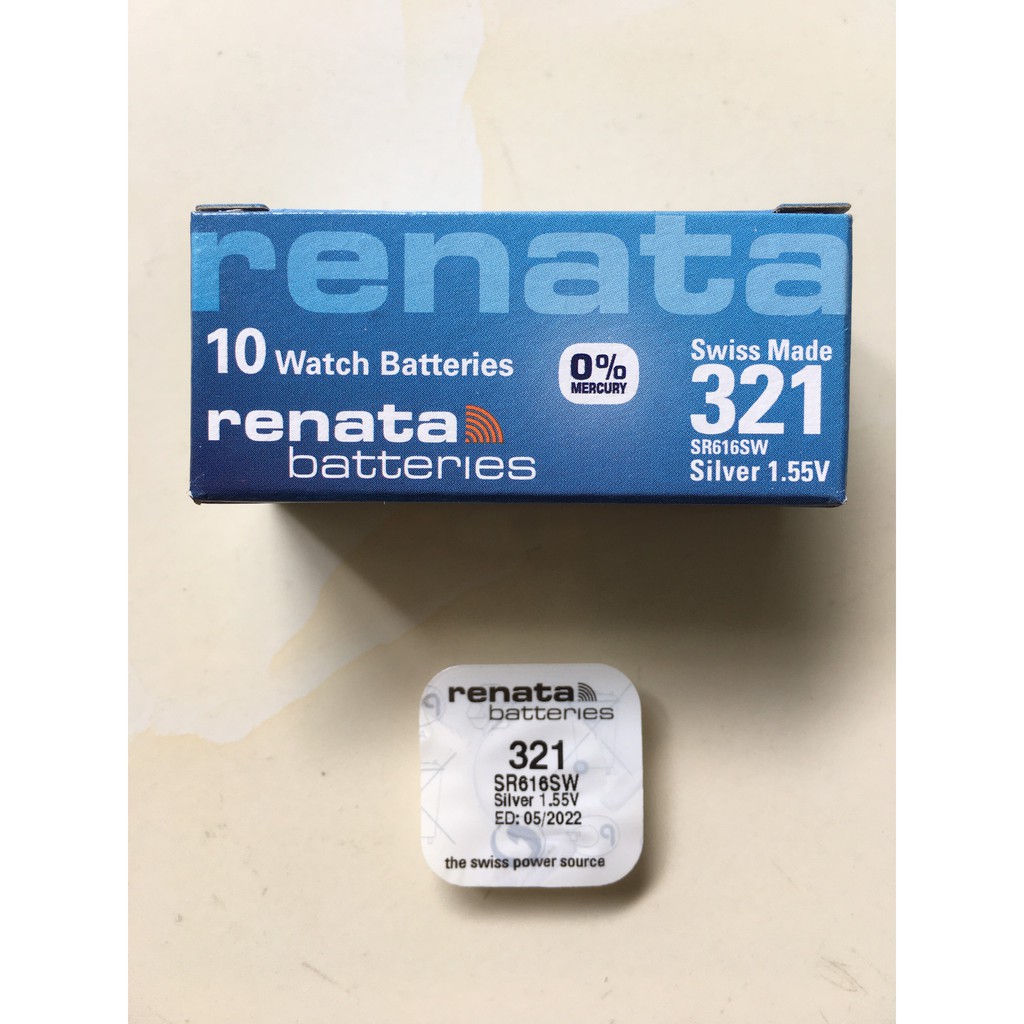 renata
10 Watch Batteries
0%
MERCURY
Swiss Made
321
SR616SW
Silver 1.55V
renata
batteries
renata
batteries
321
SR616SW
Silver 1.55V
ED: 05/2022
the swiss power source